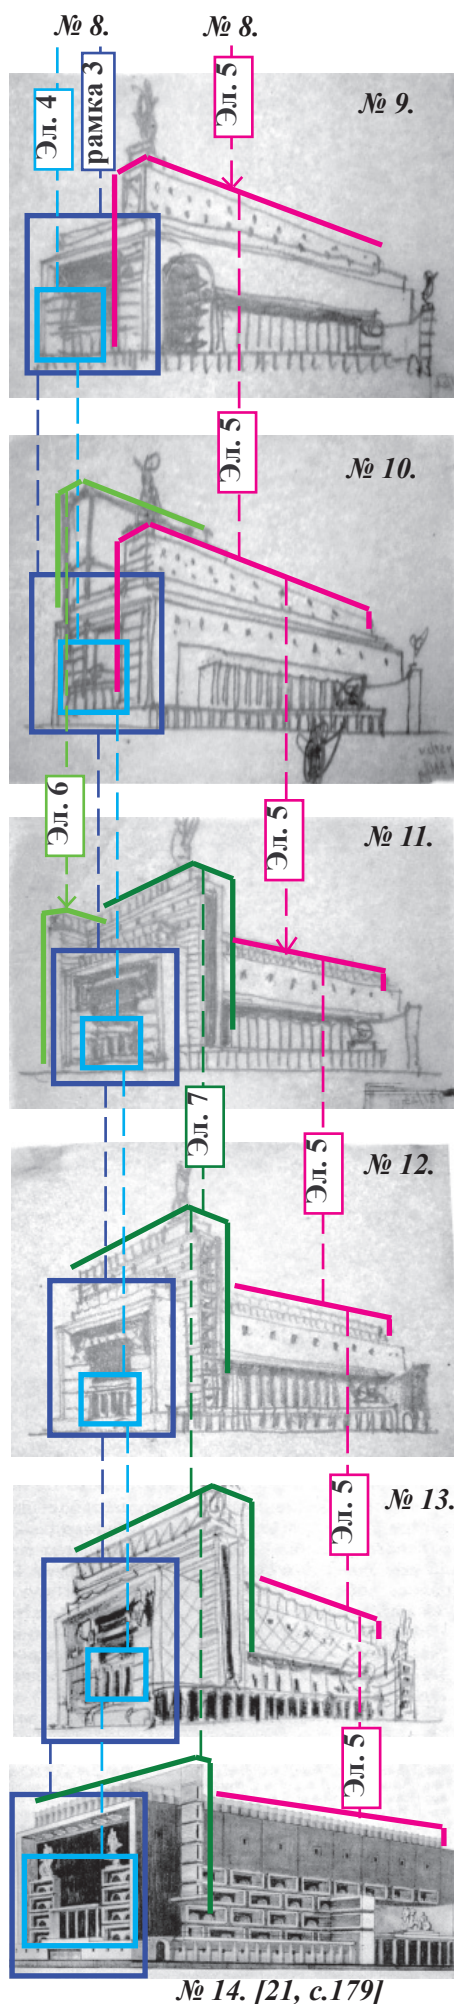 № 8.
№ 8.
Эл. 4
рамка 3
Эл. 5
№ 9.
Эл. 5
№ 10.
Эл. 6
Эл. 5
№ 11.
Эл. 7
Эл. 5
№ 12.
Эл. 5
№ 13.
Эл. 5
№ 14. [21, с.179]